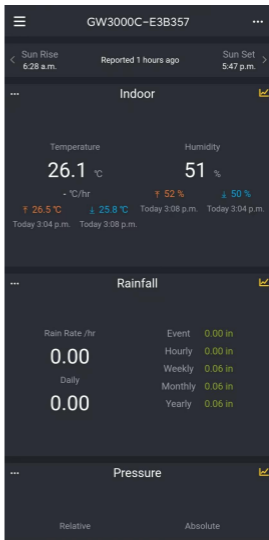 GW3000C-E3B357
Sun Rise
6:28 a.m.
Reported 1 hours ago
Sun Set
5:47 p.m.
Indoor
Temperature
26.1 ℃
- ℃/hr
26.5 ℃
25.8 ℃
Today 3:04 p.m.
Today 3:08 p.m.
Humidity
51 %
52 %
50 %
Today 3:08 p.m.
Today 3:04 p.m.
Rainfall
Rain Rate /hr
0.00
Daily
0.00
Event 0.00 in
Hourly 0.00 in
Weekly 0.06 in
Monthly 0.06 in
Yearly 0.06 in
Pressure
Relative
Absolute